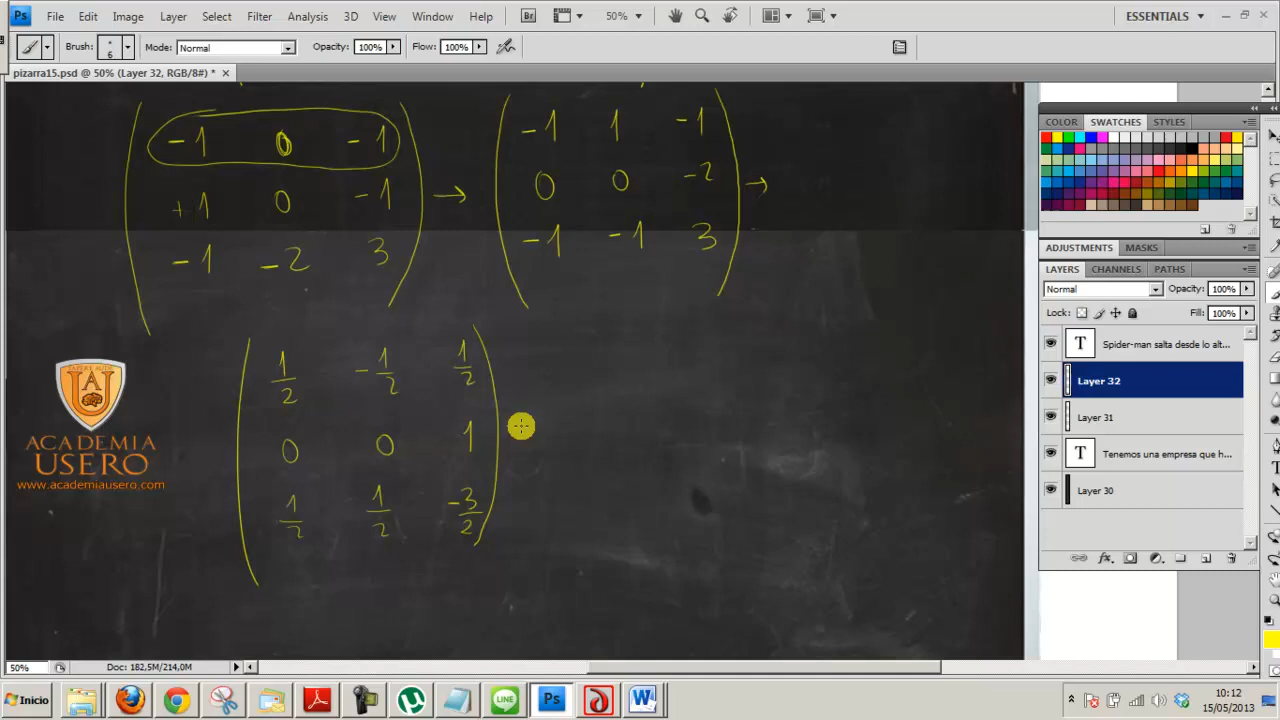 Ps File Edit Image Layer Select Filter Analysis 3D View Window Help Br 50% ESSENTIALS
Brush: 6 Mode: Normal Opacity: 100% Flow: 100%
pizarra15.psd @ 50% (Layer 32, RGB/8#) *
-1 0 -1
+1 0 -1
-1 -2 3
→
-1 1 -1
0 0 -2
-1 -1 3
→
1/2 -1/2 1/2
0 0 1
1/2 1/2 -3/2
ACADEMIA
USERO
www.academiausero.com
COLOR SWATCHES STYLES
ADJUSTMENTS MASKS
LAYERS CHANNELS PATHS
Normal Opacity: 100%
Lock: Fill: 100%
T Spider-man salta desde lo alt...
Layer 32
Layer 31
T Tenemos una empresa que h...
Layer 30
50% Doc: 182,5M/214,0M
Inicio LINE Ps W
10:12
15/05/2013